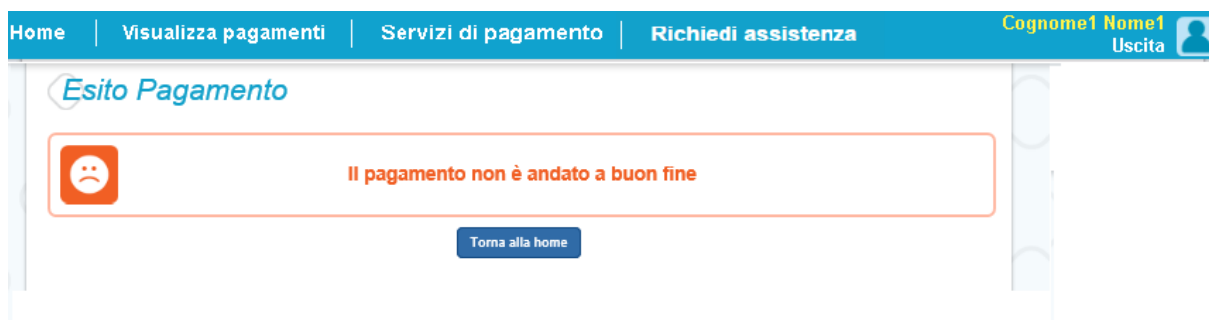 Home | Visualizza pagamenti | Servizi di pagamento | Richiedi assistenza
Cognome1 Nome1
Uscita
Esito Pagamento
Il pagamento non è andato a buon fine
Torna alla home